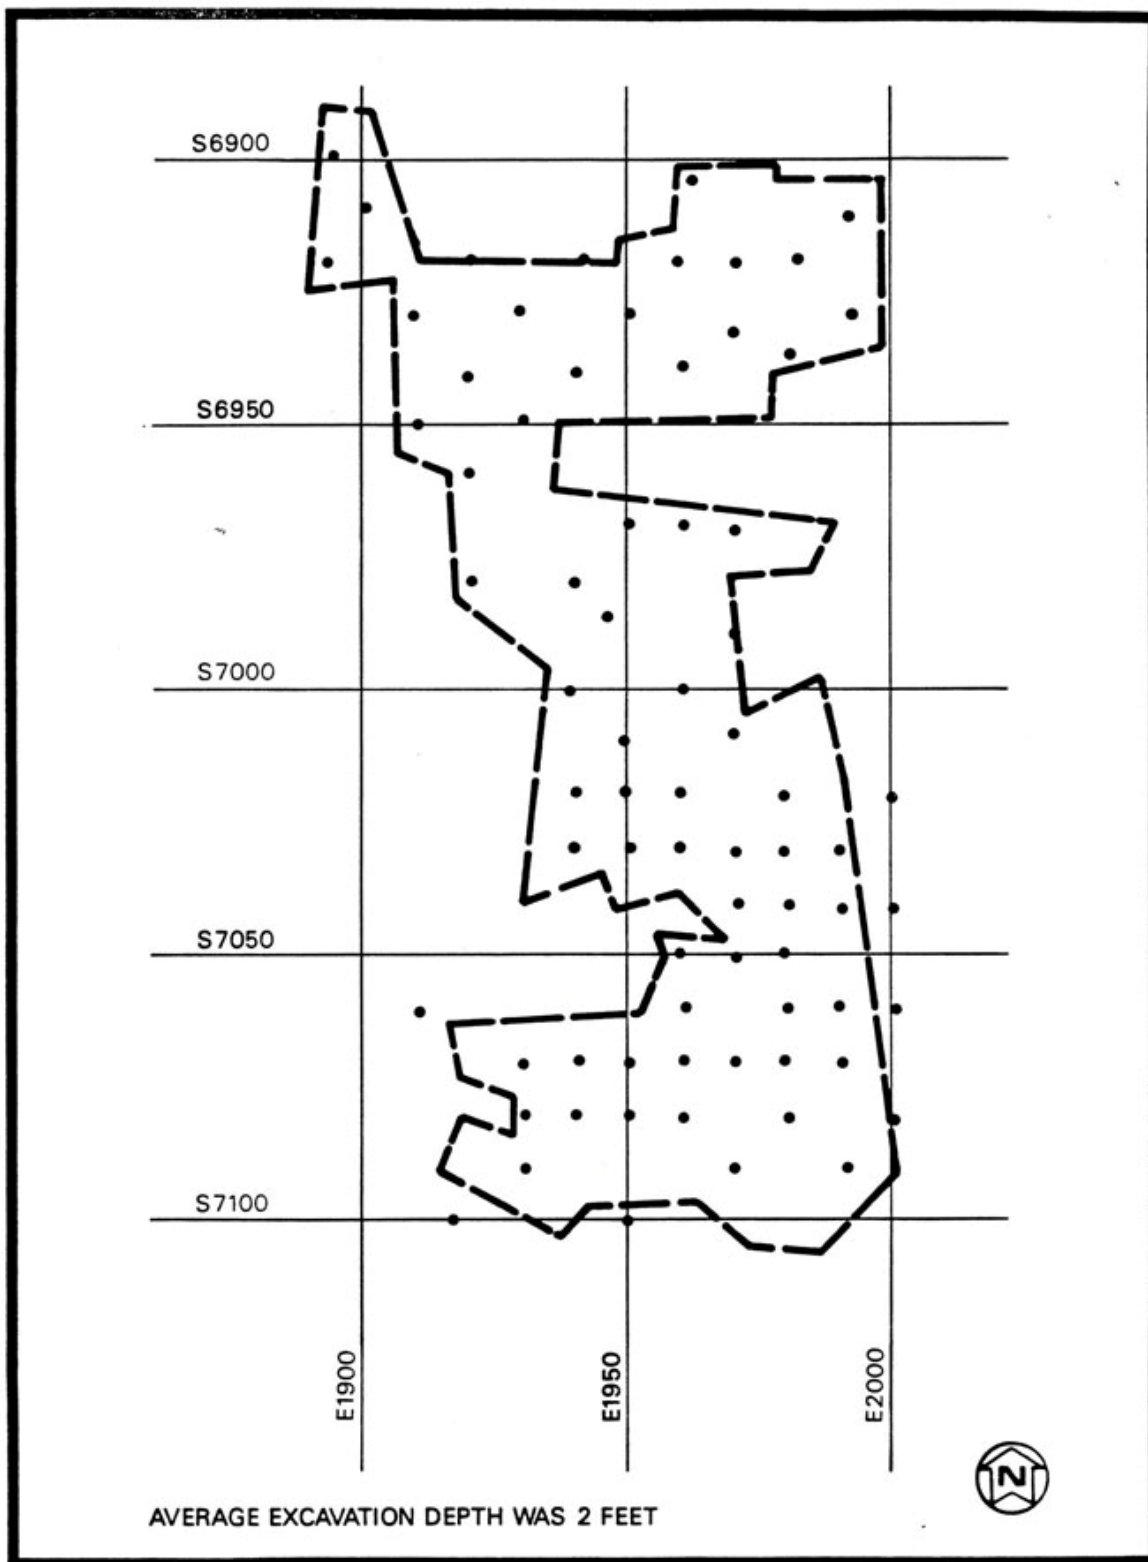 S6900
S6950
S7000
S7050
S7100
E1900
E1950
E2000
N
AVERAGE EXCAVATION DEPTH WAS 2 FEET